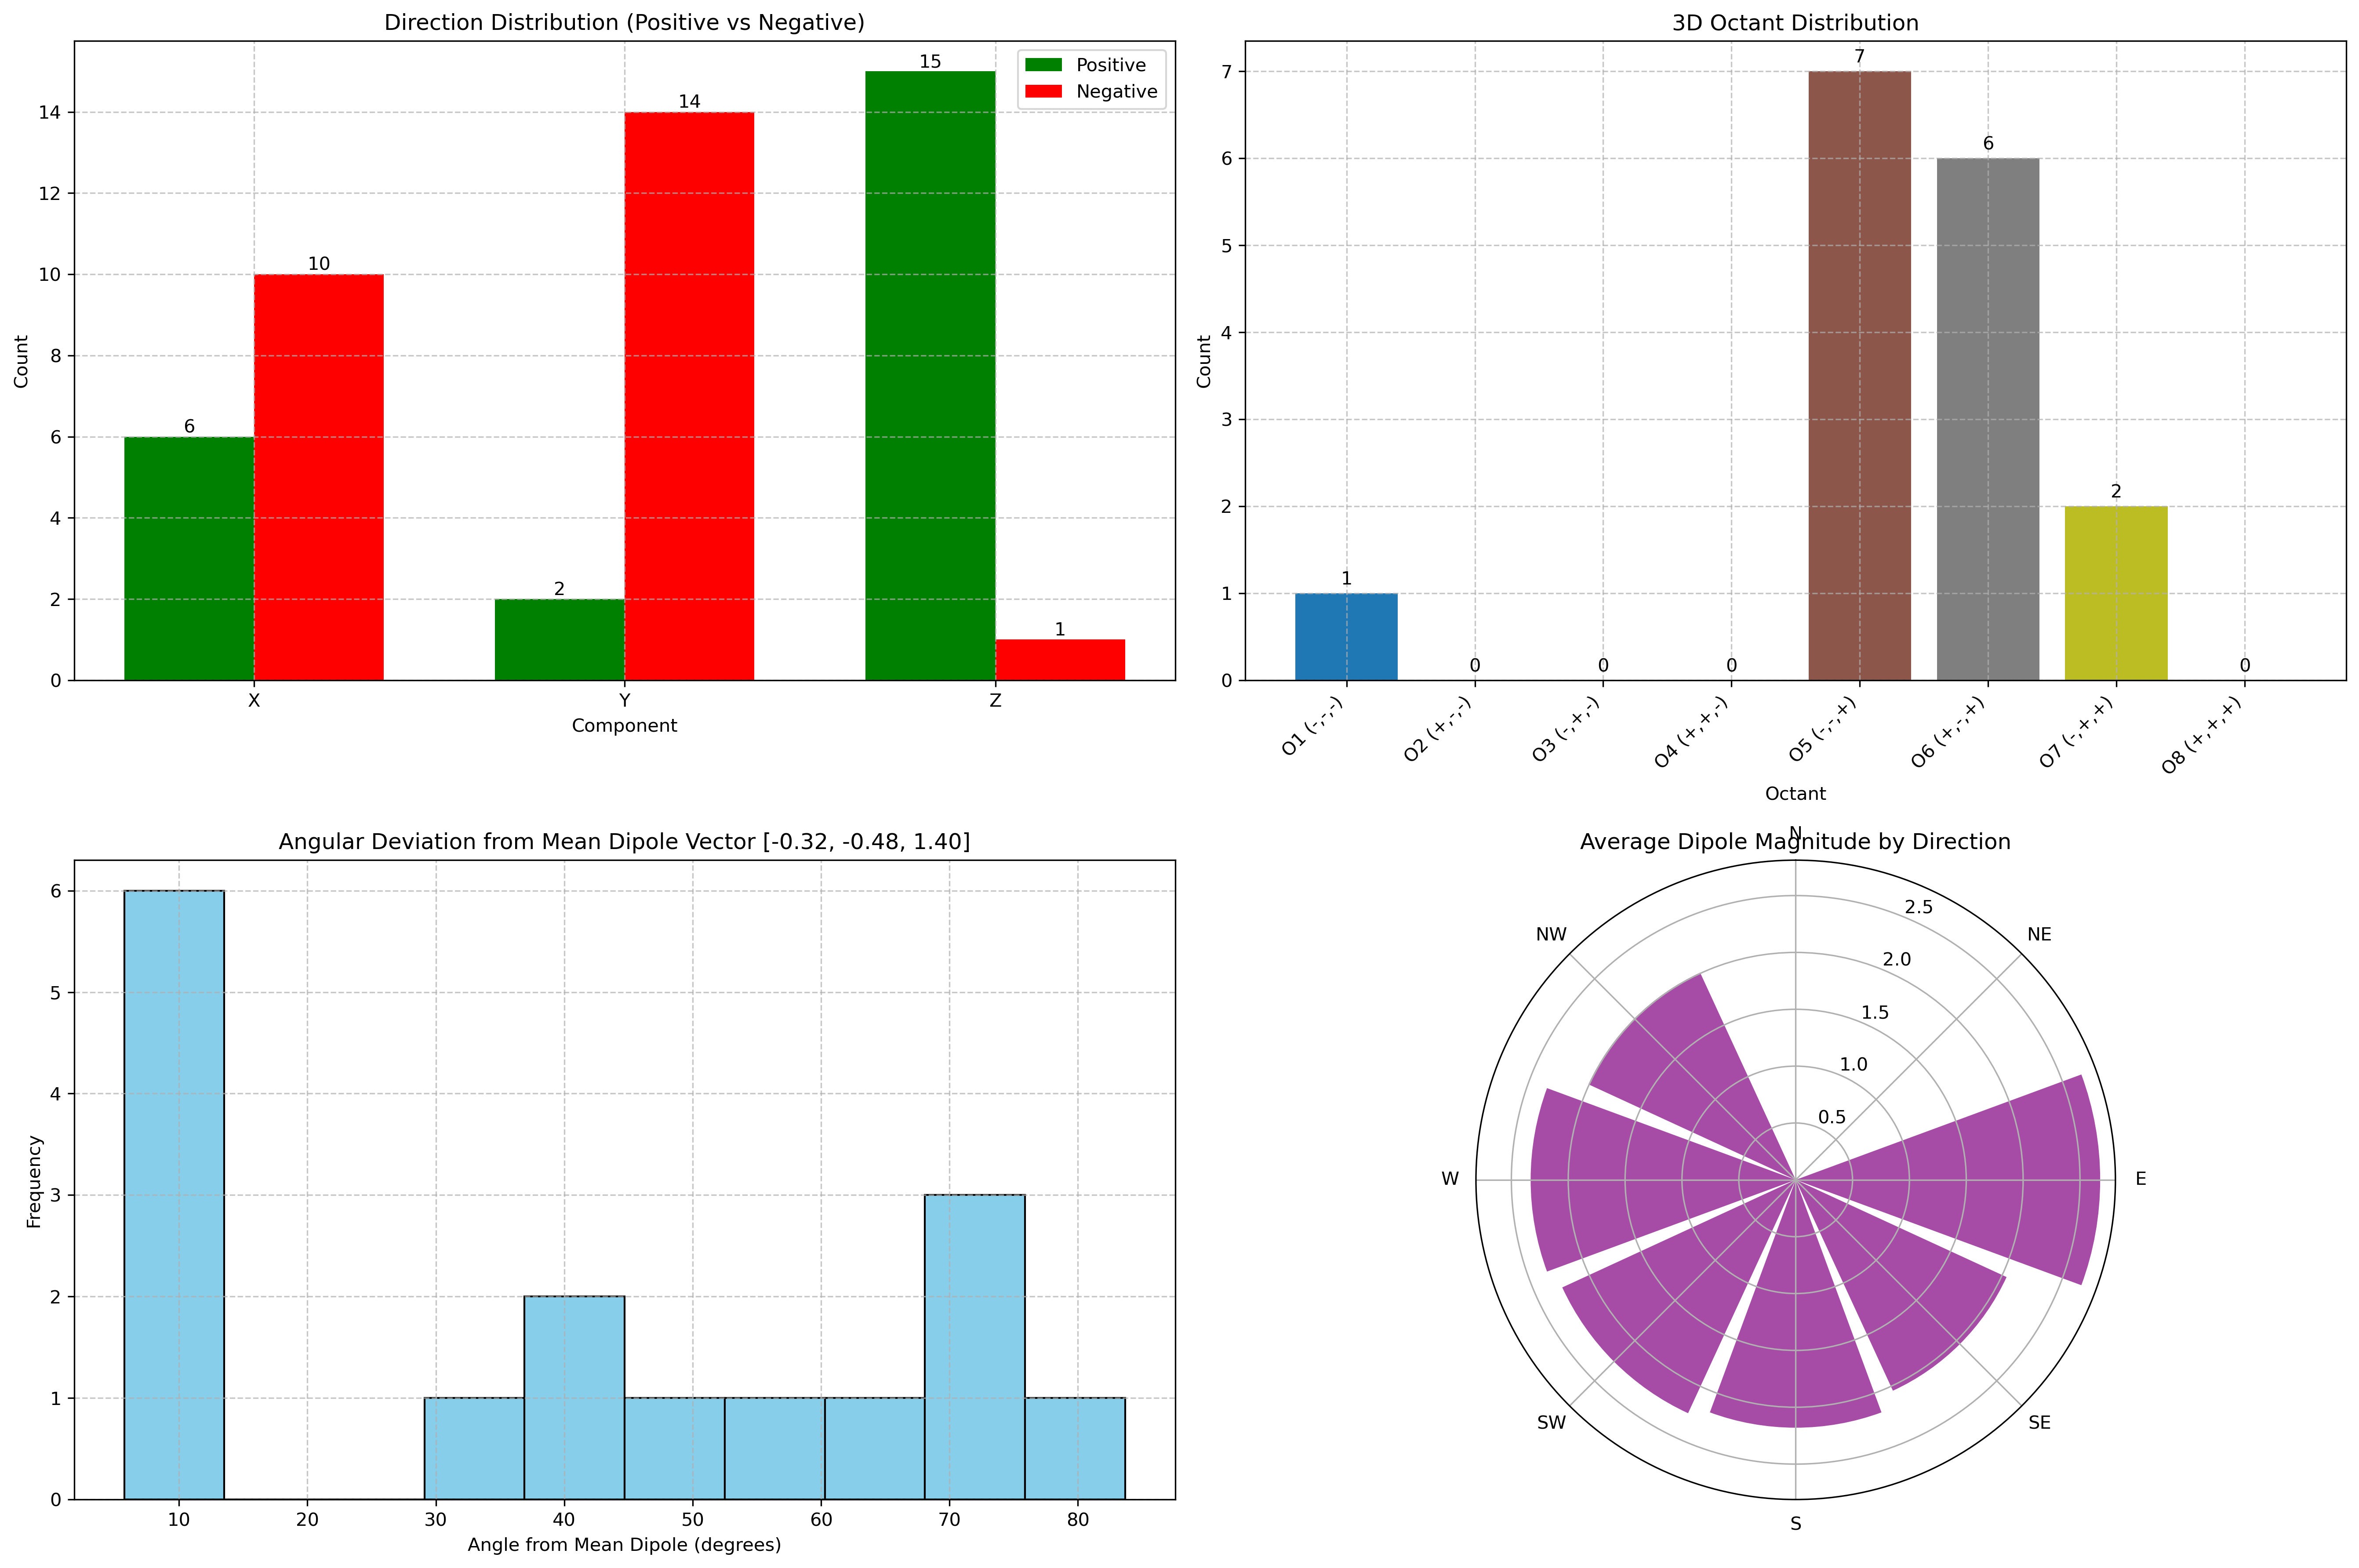 Direction Distribution (Positive vs Negative)
Positive
Negative
15
14
10
6
2
1
14
12
10
8
6
4
2
0
Count
X Y Z
Component
3D Octant Distribution
7
6
2
1
0 0 0 0
7
6
5
4
3
2
1
0
Count
O1 (-,-,-)
O2 (+,-,-)
O3 (-,+,-)
O4 (+,+,-)
O5 (-,-,+)
O6 (+,-,+)
O7 (-,+,+)
O8 (+,+,+)
Octant
Angular Deviation from Mean Dipole Vector [-0.32, -0.48, 1.40]
6
5
4
3
2
1
0
Frequency
10 20 30 40 50 60 70 80
Angle from Mean Dipole (degrees)
N
Average Dipole Magnitude by Direction
2.5
NW NE
2.0
1.5
1.0
0.5
W E
SW SE
S